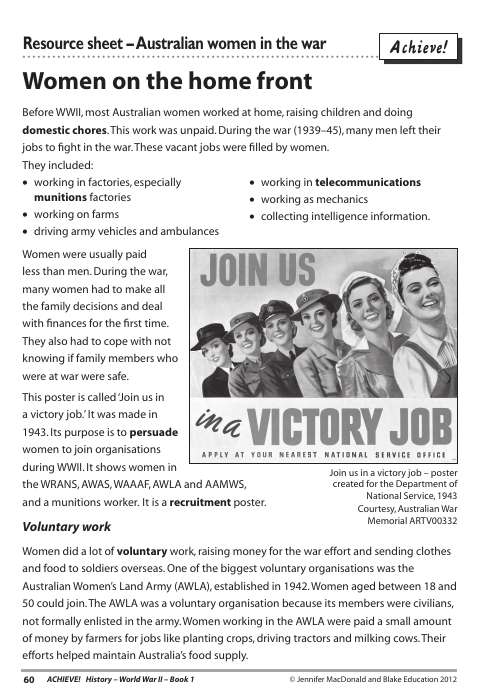 Resource sheet – Australian women in the war
Achieve!
Women on the home front
Before WWII, most Australian women worked at home, raising children and doing
domestic chores. This work was unpaid. During the war (1939–45), many men left their
jobs to fight in the war. These vacant jobs were filled by women.
They included:
• working in factories, especially
munitions factories
• working on farms
• driving army vehicles and ambulances
• working in telecommunications
• working as mechanics
• collecting intelligence information.
Women were usually paid
less than men. During the war,
many women had to make all
the family decisions and deal
with finances for the first time.
They also had to cope with not
knowing if family members who
were at war were safe.
This poster is called 'Join us in
a victory job.' It was made in
1943. Its purpose is to persuade
women to join organisations
during WWII. It shows women in
the WRANS, AWAS, WAAAF, AWLA and AAMWS,
and a munitions worker. It is a recruitment poster.
JOIN US
in a VICTORY JOB
APPLY AT YOUR NEAREST NATIONAL SERVICE OFFICE
Join us in a victory job – poster
created for the Department of
National Service, 1943
Courtesy, Australian War
Memorial ARTV00332
Voluntary work
Women did a lot of voluntary work, raising money for the war effort and sending clothes
and food to soldiers overseas. One of the biggest voluntary organisations was the
Australian Women's Land Army (AWLA), established in 1942. Women aged between 18 and
50 could join. The AWLA was a voluntary organisation because its members were civilians,
not formally enlisted in the army. Women working in the AWLA were paid a small amount
of money by farmers for jobs like planting crops, driving tractors and milking cows. Their
efforts helped maintain Australia's food supply.
60 ACHIEVE! History – World War II – Book 1
© Jennifer MacDonald and Blake Education 2012